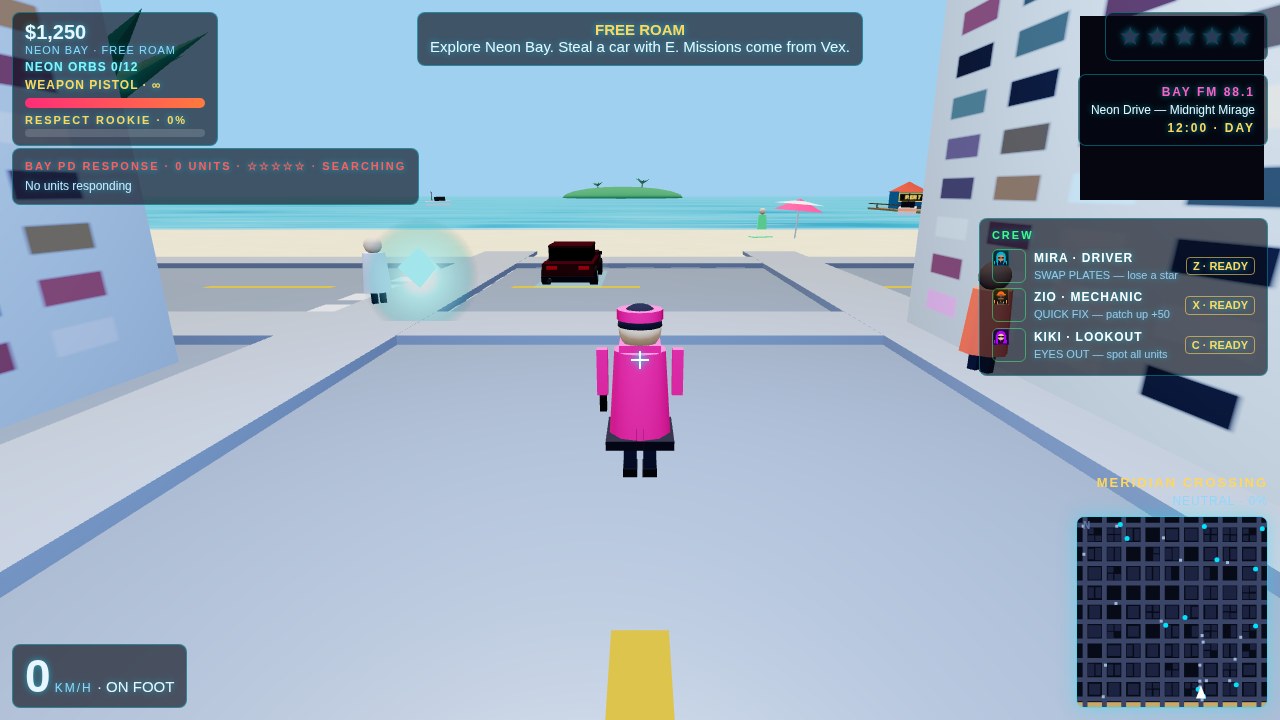 $1,250
NEON BAY · FREE ROAM
NEON ORBS 0/12
WEAPON PISTOL · ∞
RESPECT ROOKIE · 0%
BAY PD RESPONSE · 0 UNITS · ☆☆☆☆☆ · SEARCHING
No units responding
FREE ROAM
Explore Neon Bay. Steal a car with E. Missions come from Vex.
★★★★★
BAY FM 88.1
Neon Drive — Midnight Mirage
12:00 · DAY
CREW
MIRA · DRIVER
SWAP PLATES — lose a star
Z · READY
ZIO · MECHANIC
QUICK FIX — patch up +50
X · READY
KIKI · LOOKOUT
EYES OUT — spot all units
C · READY
MERIDIAN CROSSING
NEUTRAL · 0%
N
0 KM/H · ON FOOT